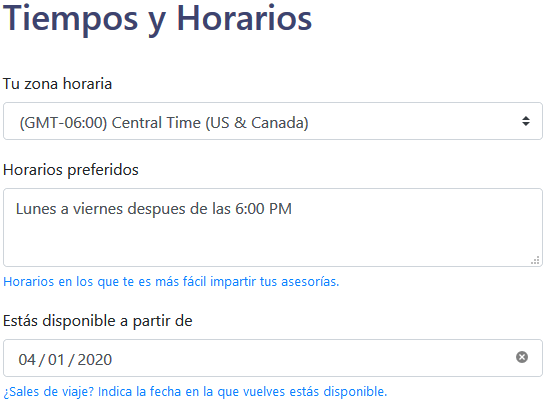 Tiempos y Horarios
Tu zona horaria
(GMT-06:00) Central Time (US & Canada)
Horarios preferidos
Lunes a viernes despues de las 6:00 PM
Horarios en los que te es más fácil impartir tus asesorías.
Estás disponible a partir de
04 / 01 / 2020
¿Sales de viaje? Indica la fecha en la que vuelves estás disponible.